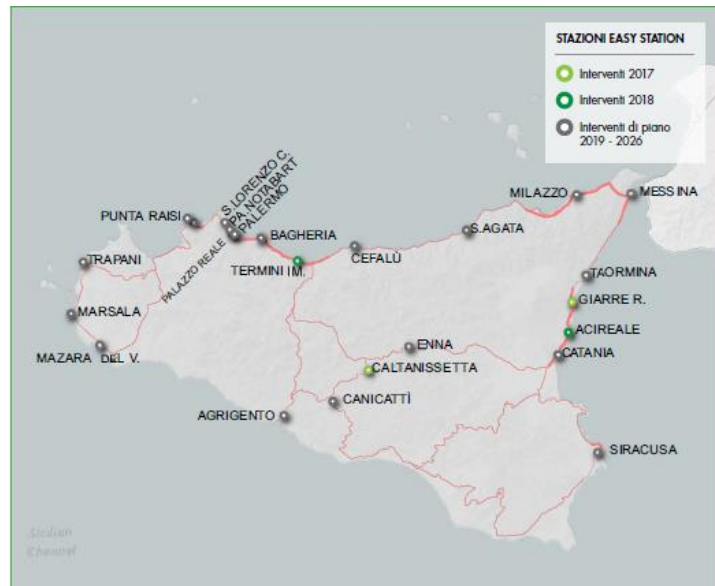 STAZIONI EASY STATION
Interventi 2017
Interventi 2018
Interventi di piano
2019 - 2026
S LORENZO C.
PA NOTABART
PALERMO
PUNTA RAISI
PALAZZO REALE
BAGHERIA
TERMINI IM.
CEFALÙ
S.AGATA
MILAZZO
MESSINA
TRAPANI
MARSALA
MAZARA DEL V.
TAORMINA
GIARRE R.
ACIREALE
CATANIA
ENNA
CALTANISSETTA
CANICATTÌ
AGRIGENTO
SIRACUSA
Sicilian
Channel